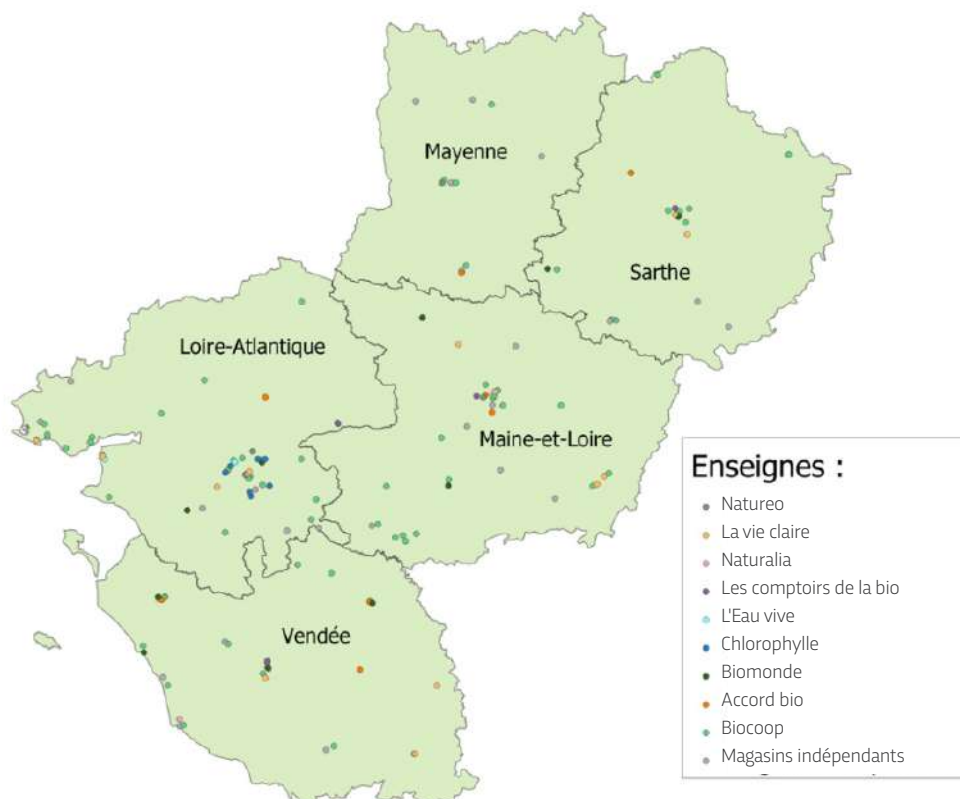 Mayenne
Sarthe
Loire-Atlantique
Maine-et-Loire
Vendée
Enseignes :
Natureo
La vie claire
Naturalia
Les comptoirs de la bio
L'Eau vive
Chlorophylle
Biomonde
Accord bio
Biocoop
Magasins indépendants